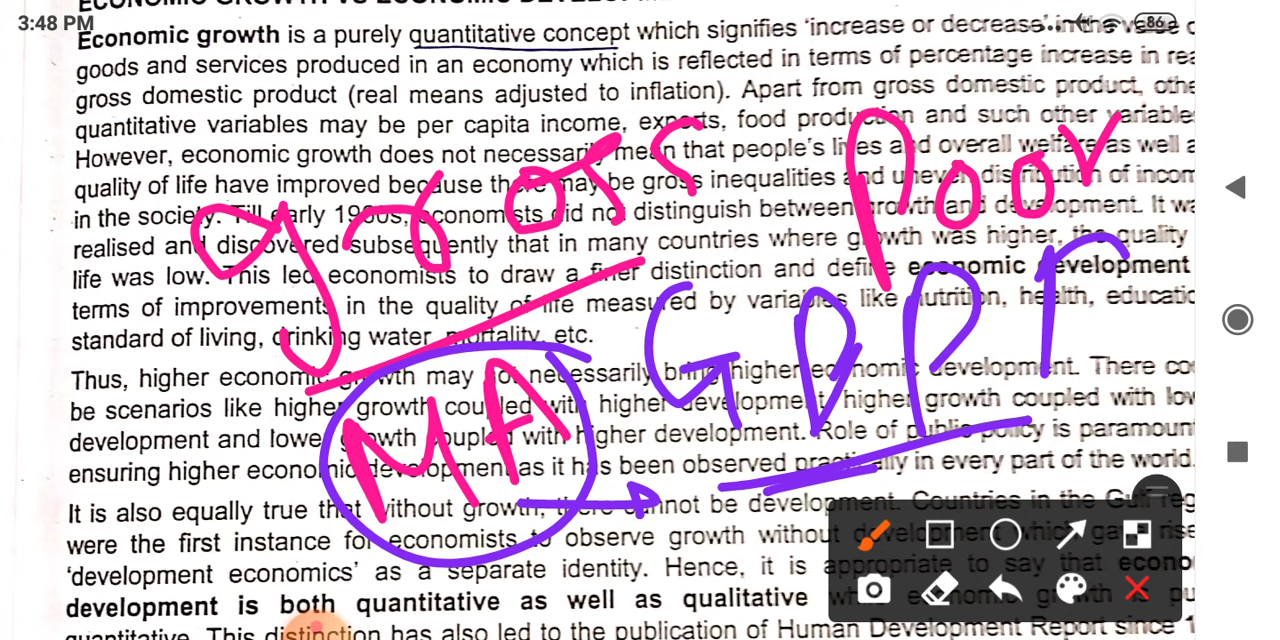 ECONOMIC GROWTH vs ECONOMIC
3:48 PM
86
Economic growth is a purely quantitative concept which signifies 'increase or decrease' in the
goods and services produced in an economy which is reflected in terms of percentage increase in
gross domestic product (real means adjusted to inflation). Apart from gross domestic product,
quantitative variables may be per capita income, exports, food production and such other
However, economic growth does not necessarily mean that people's lives and overall welfare as well
quality of life have improved because there may be gross inequalities and uneven distribution of
in the society. Till early 1960s, economists did not distinguish between growth and development. It
realised and discovered subsequently that in many countries where growth was higher, the quality
life was low. This led economists to draw a finer distinction and define economic development
terms of improvements in the quality of life measured by variables like nutrition, health,
standard of living, drinking water, mortality, etc.
gross
poor
GDP
MA
Thus, higher economic growth may not necessarily bring higher economic development. There
be scenarios like higher growth coupled with higher development, higher growth coupled with
development and lower growth coupled with higher development. Role of public policy is
ensuring higher economic development as it has been observed practically in every part of the world.
It is also equally true that without growth, there cannot be development. Countries in the Gulf
were the first instance for economists to observe growth without development which gave
'development economics' as a separate identity. Hence, it is appropriate to say that
development is both quantitative as well as qualitative
quantitative. This distinction has also led to the publication of Human Development Report since